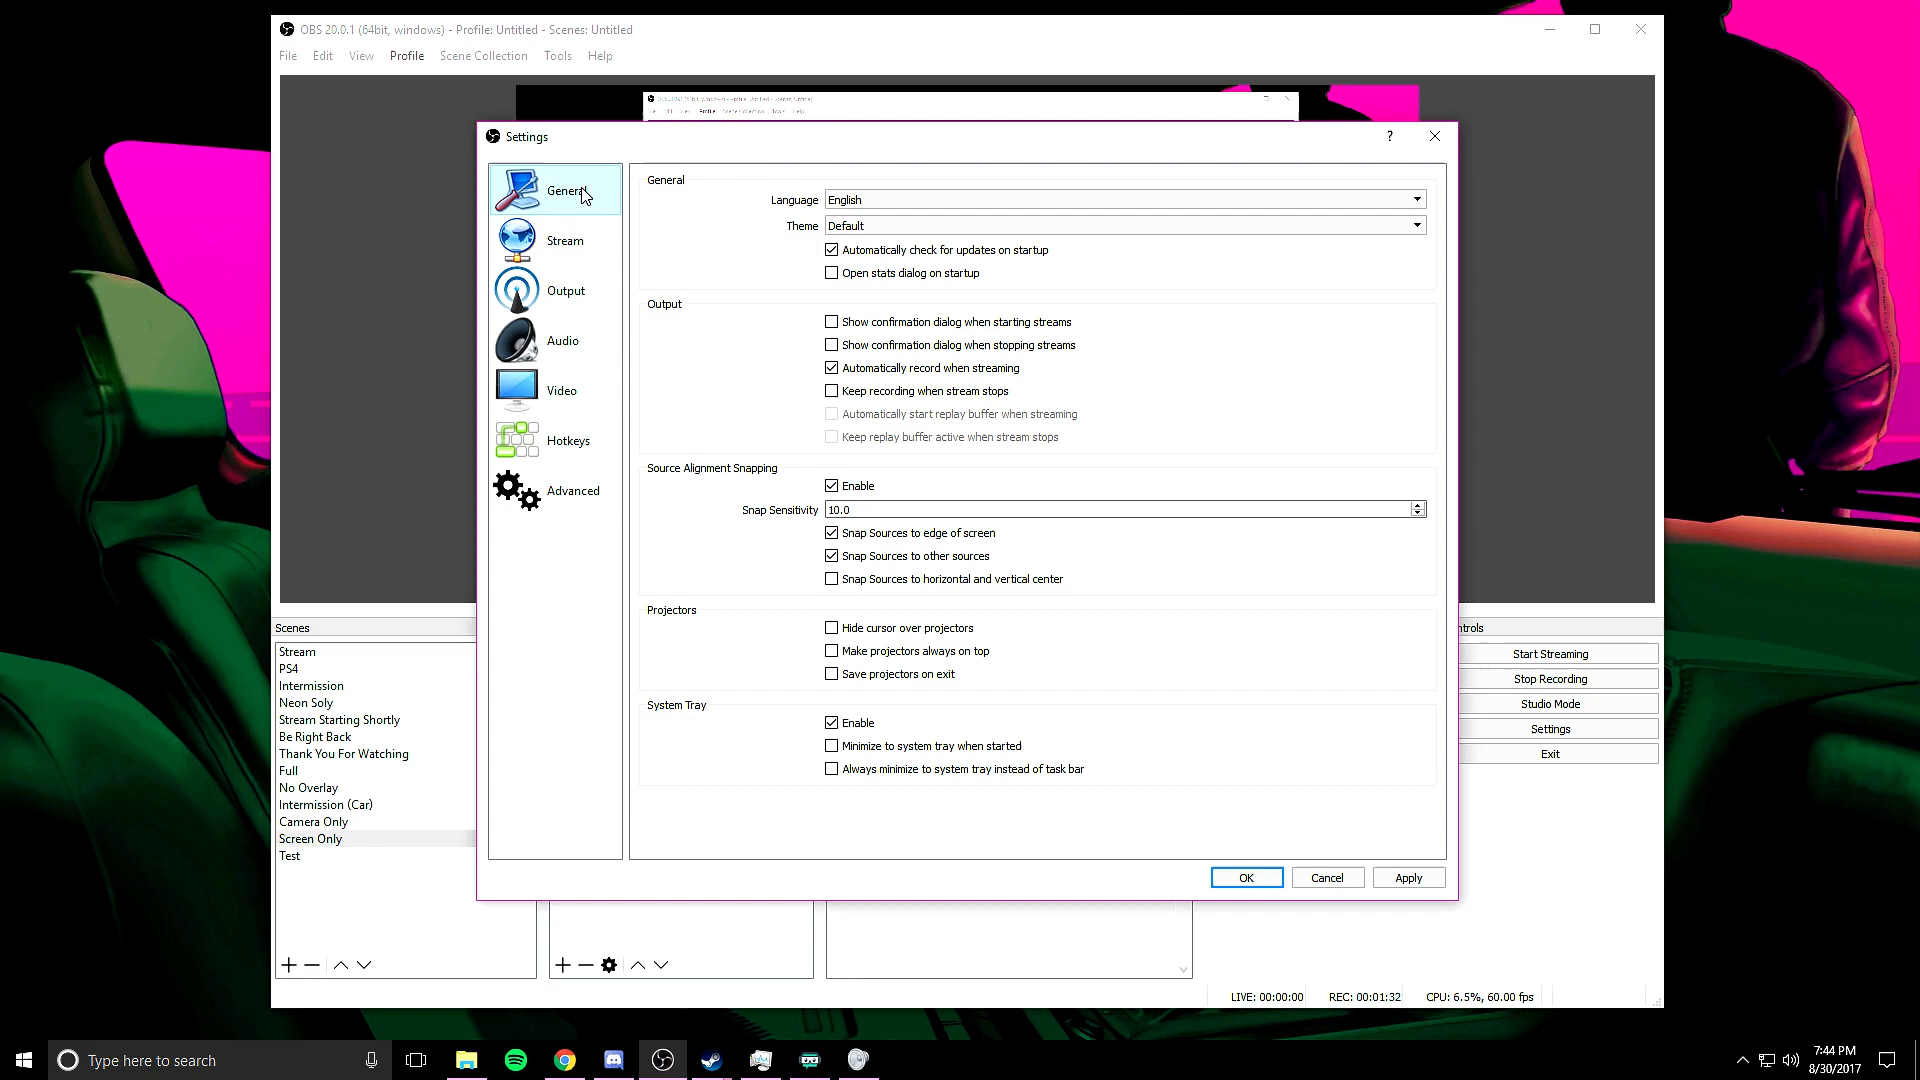 OBS 20.0.1 (64bit, windows) - Profile: Untitled - Scenes: Untitled
File Edit View Profile Scene Collection Tools Help
Settings
?
General
Stream
Output
Audio
Video
Hotkeys
Advanced
General
Language English
Theme Default
Automatically check for updates on startup
Open stats dialog on startup
Output
Show confirmation dialog when starting streams
Show confirmation dialog when stopping streams
Automatically record when streaming
Keep recording when stream stops
Automatically start replay buffer when streaming
Keep replay buffer active when stream stops
Source Alignment Snapping
Enable
Snap Sensitivity 10.0
Snap Sources to edge of screen
Snap Sources to other sources
Snap Sources to horizontal and vertical center
Projectors
Hide cursor over projectors
Make projectors always on top
Save projectors on exit
System Tray
Enable
Minimize to system tray when started
Always minimize to system tray instead of task bar
OK Cancel Apply
Scenes
Stream
PS4
Intermission
Neon Soly
Stream Starting Shortly
Be Right Back
Thank You For Watching
Full
No Overlay
Intermission (Car)
Camera Only
Screen Only
Test
ntrols
Start Streaming
Stop Recording
Studio Mode
Settings
Exit
LIVE: 00:00:00 REC: 00:01:32 CPU: 6.5%, 60.00 fps
Type here to search
7:44 PM
8/30/2017